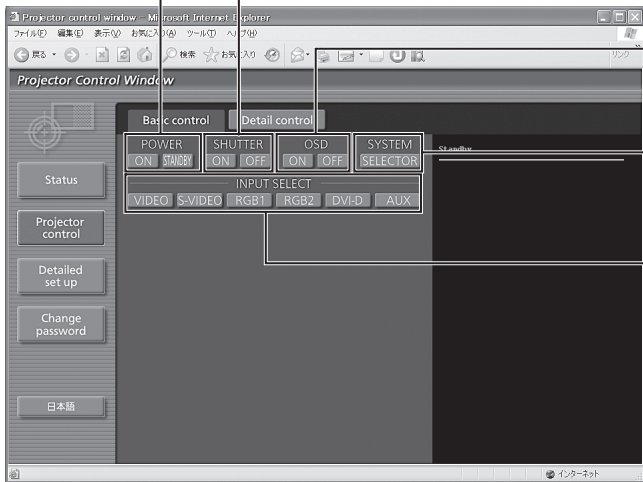 Projector control window - Microsoft Internet Explorer
ファイル(F) 編集(E) 表示(V) お気に入り(A) ツール(T) ヘルプ(H)
戻る 検索 お気に入り リンク
Projector Control Window
Basic control Detail control
POWER SHUTTER OSD SYSTEM
ON STANDBY ON OFF ON OFF SELECTOR
Standby
INPUT SELECT
VIDEO S-VIDEO RGB1 RGB2 DVI-D AUX
Status
Projector
control
Detailed
set up
Change
password
日本語
インターネット